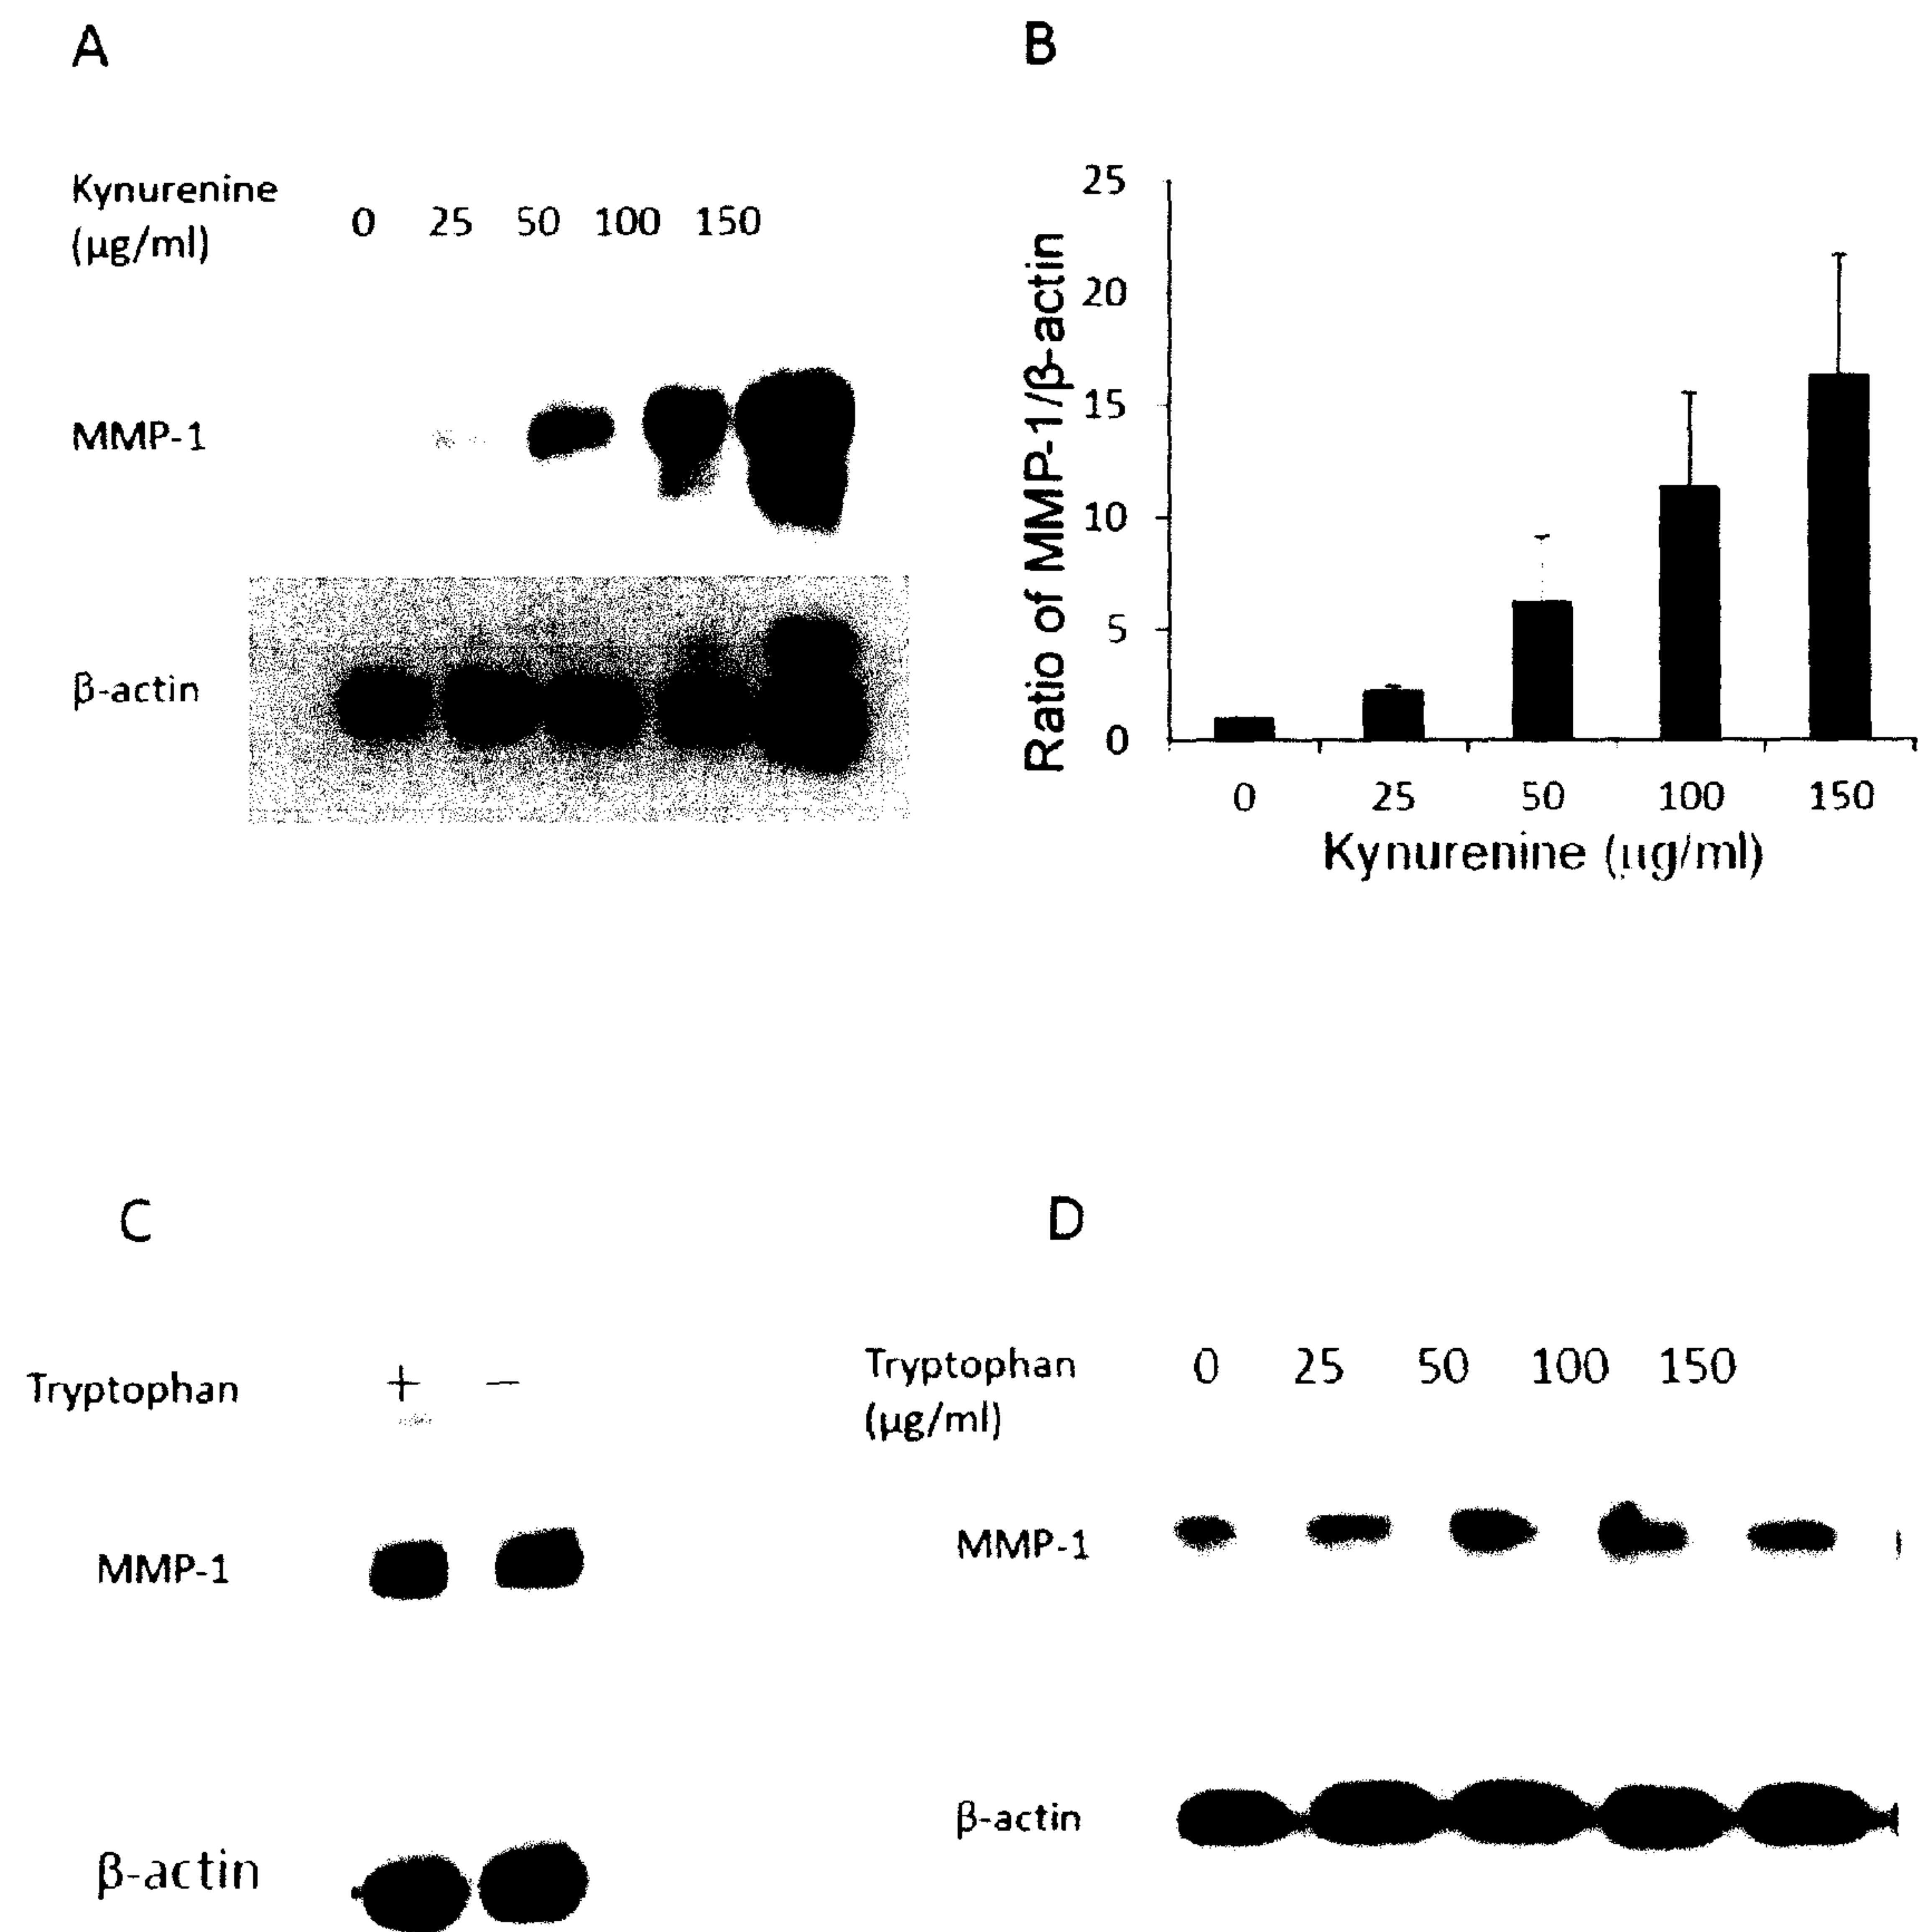 A
Kynurenine
(µg/ml)
0 25 50 100 150
MMP-1
β-actin
B
Ratio of MMP-1/β-actin
25
20
15
10
5
0
0 25 50 100 150
Kynurenine (µg/ml)
C
Tryptophan + −
MMP-1
β-actin
D
Tryptophan 0 25 50 100 150
(µg/ml)
MMP-1
β-actin